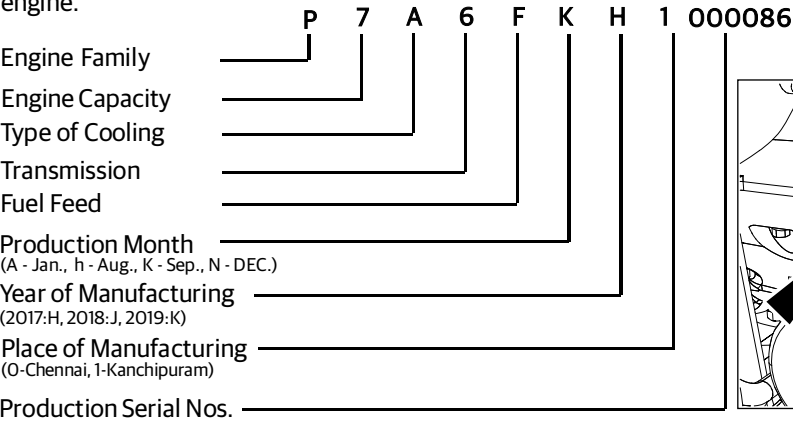 engine.
P 7 A 6 F K H 1 000086
Engine Family
Engine Capacity
Type of Cooling
Transmission
Fuel Feed
Production Month
(A - Jan., h - Aug., K - Sep., N - DEC.)
Year of Manufacturing
(2017:H, 2018:J, 2019:K)
Place of Manufacturing
(0-Chennai, 1-Kanchipuram)
Production Serial Nos.